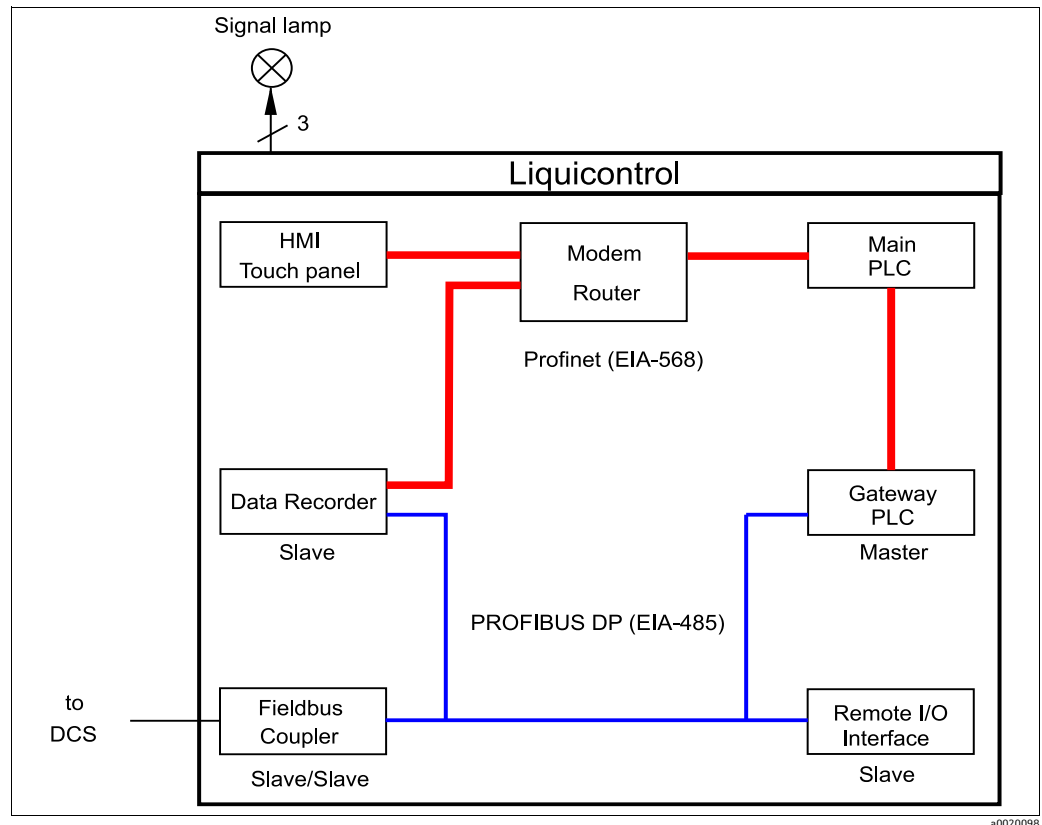 Signal lamp
3
Liquicontrol
HMI
Touch panel
Modem
Router
Main
PLC
Profinet (EIA-568)
Data Recorder
Slave
Gateway
PLC
Master
PROFIBUS DP (EIA-485)
to
DCS
Fieldbus
Coupler
Slave/Slave
Remote I/O
Interface
Slave
a0020098